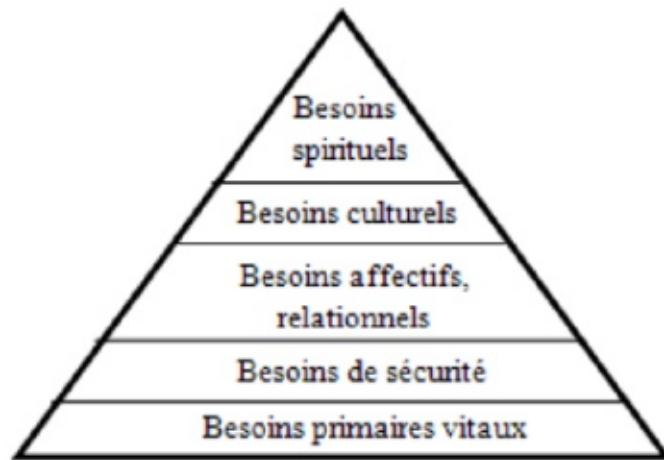 Besoins
spirituels
Besoins culturels
Besoins affectifs,
relationnels
Besoins de sécurité
Besoins primaires vitaux